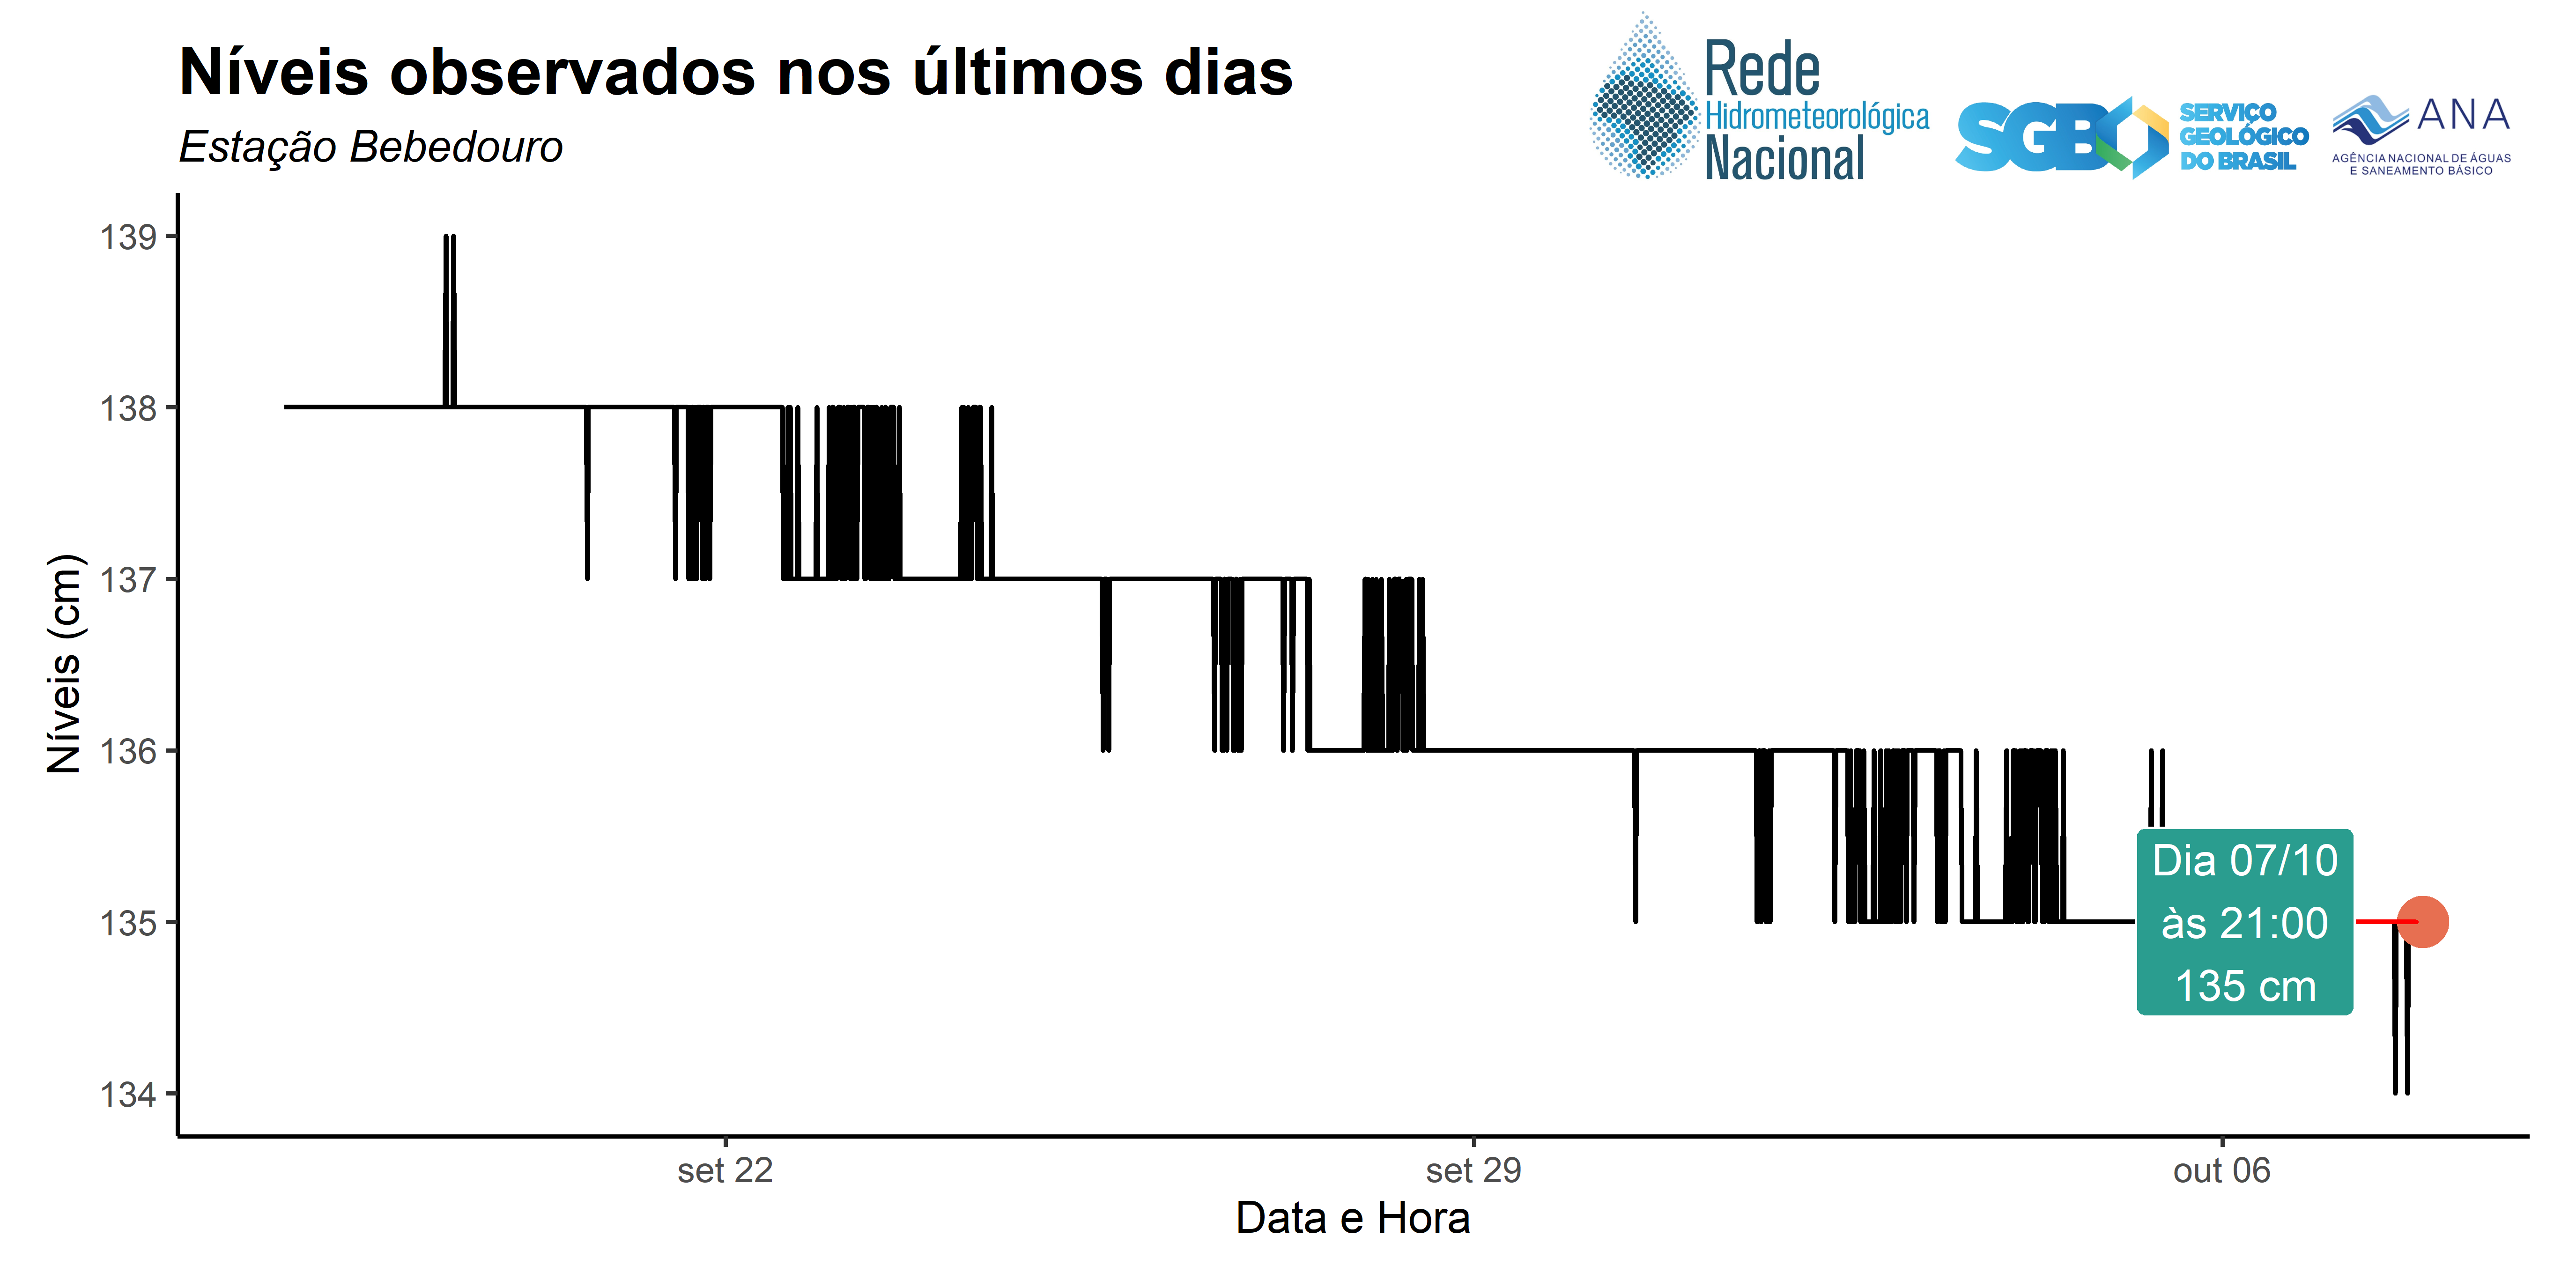 Níveis observados nos últimos dias
Estação Bebedouro
Rede
Hidrometeorológica
Nacional
SGB
SERVIÇO
GEOLÓGICO
DO BRASIL
ANA
AGÊNCIA NACIONAL DE ÁGUAS
E SANEAMENTO BÁSICO
Níveis (cm)
139
138
137
136
135
134
Dia 07/10
às 21:00
135 cm
set 22
set 29
out 06
Data e Hora